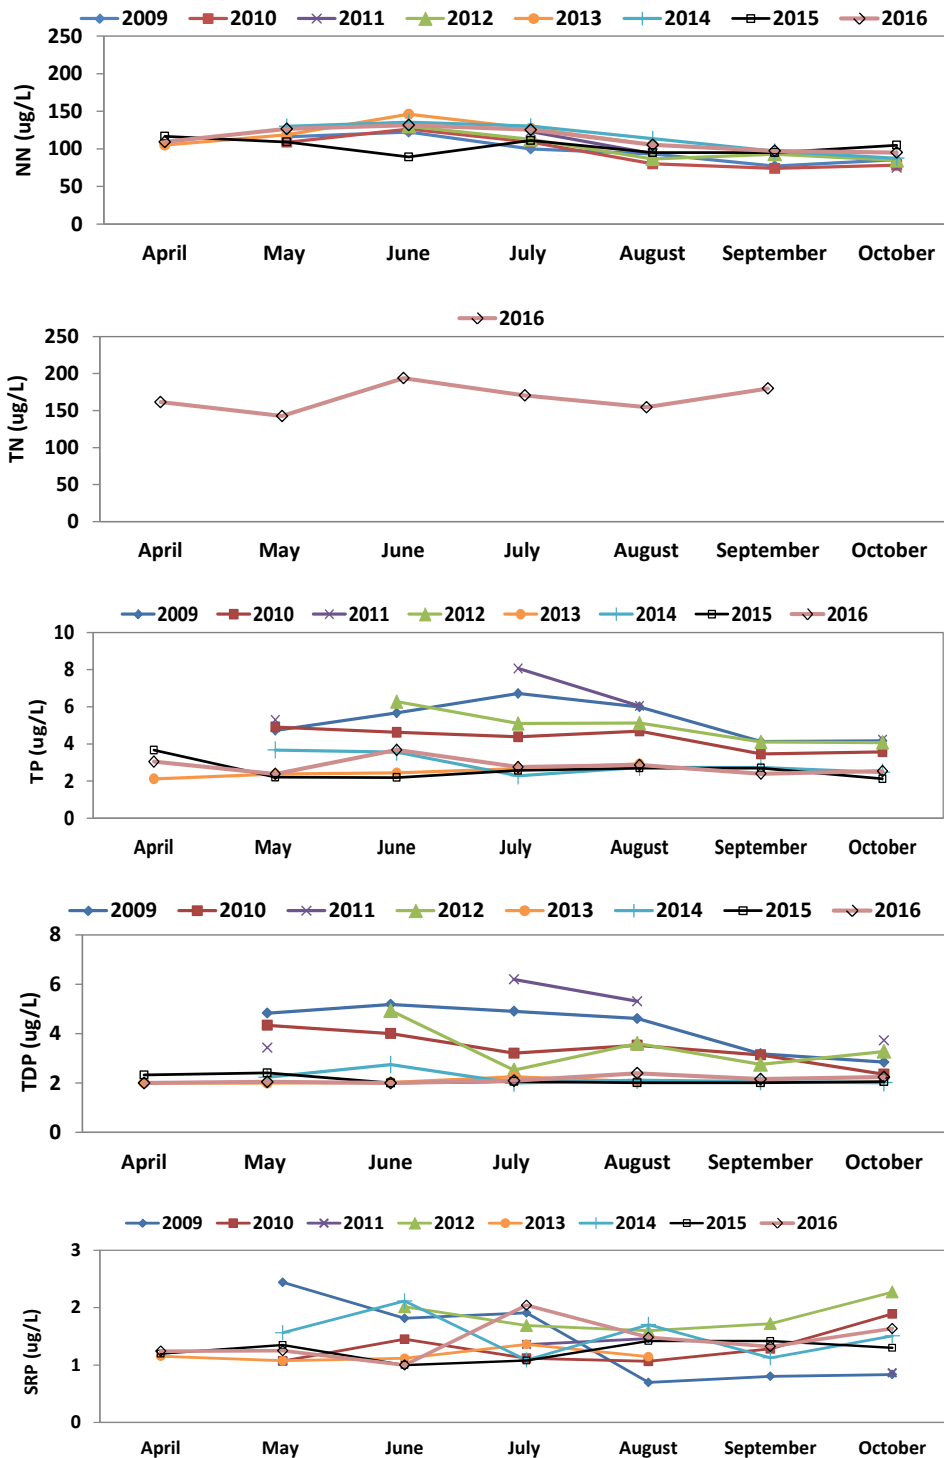 2009 2010 2011 2012 2013 2014 2015 2016
250
200
150
100
50
0
NN (ug/L)
April May June July August September October
2016
250
200
150
100
50
0
TN (ug/L)
April May June July August September October
2009 2010 2011 2012 2013 2014 2015 2016
10
8
6
4
2
0
TP (ug/L)
April May June July August September October
2009 2010 2011 2012 2013 2014 2015 2016
8
6
4
2
0
TDP (ug/L)
April May June July August September October
2009 2010 2011 2012 2013 2014 2015 2016
3
2
1
0
SRP (ug/L)
April May June July August September October